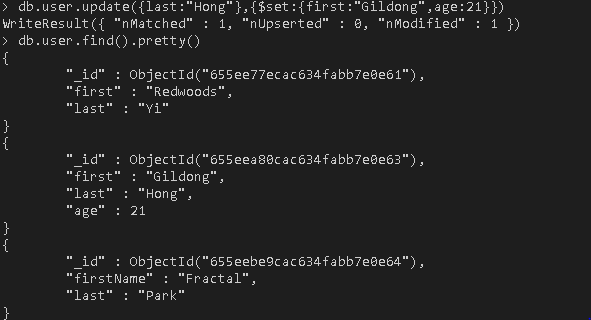 > db.user.update({last:"Hong"},{$set:{first:"Gildong",age:21}})
WriteResult({ "nMatched" : 1, "nUpserted" : 0, "nModified" : 1 })
> db.user.find().pretty()
{
"_id" : ObjectId("655ee77ecac634fabb7e0e61"),
"first" : "Redwoods",
"last" : "Yi"
}
{
"_id" : ObjectId("655eea80cac634fabb7e0e63"),
"first" : "Gildong",
"last" : "Hong",
"age" : 21
}
{
"_id" : ObjectId("655eebe9cac634fabb7e0e64"),
"firstName" : "Fractal",
"last" : "Park"
}